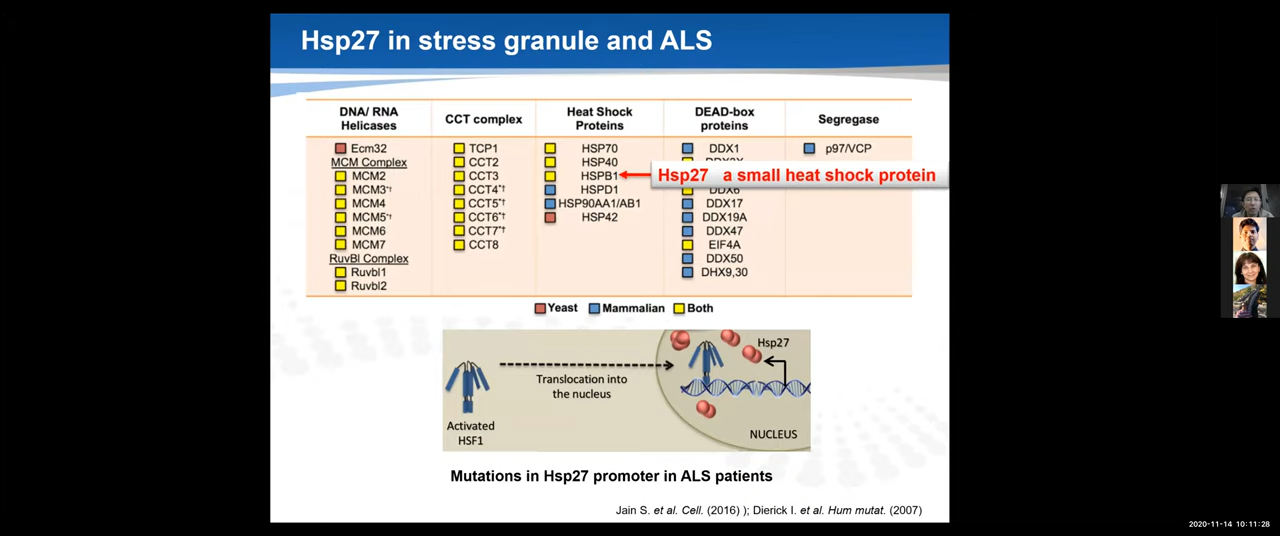 Hsp27 in stress granule and ALS
DNA/ RNA Helicases
Ecm32
MCM Complex
MCM2
MCM3*†
MCM4
MCM5*†
MCM6
MCM7
RuvBl Complex
Ruvbl1
Ruvbl2
CCT complex
TCP1
CCT2
CCT3
CCT4*†
CCT5*†
CCT6*†
CCT7*†
CCT8
Heat Shock Proteins
HSP70
HSP40
HSPB1
HSPD1
HSP90AA1/AB1
HSP42
DEAD-box proteins
DDX1
DDX6
DDX17
DDX19A
DDX47
EIF4A
DDX50
DHX9,30
Segregase
p97/VCP
Hsp27 a small heat shock protein
Yeast Mammalian Both
Activated
HSF1
Translocation into
the nucleus
Hsp27
NUCLEUS
Mutations in Hsp27 promoter in ALS patients
Jain S. et al. Cell. (2016) ); Dierick I. et al. Hum mutat. (2007)
2020-11-14 10:11:28